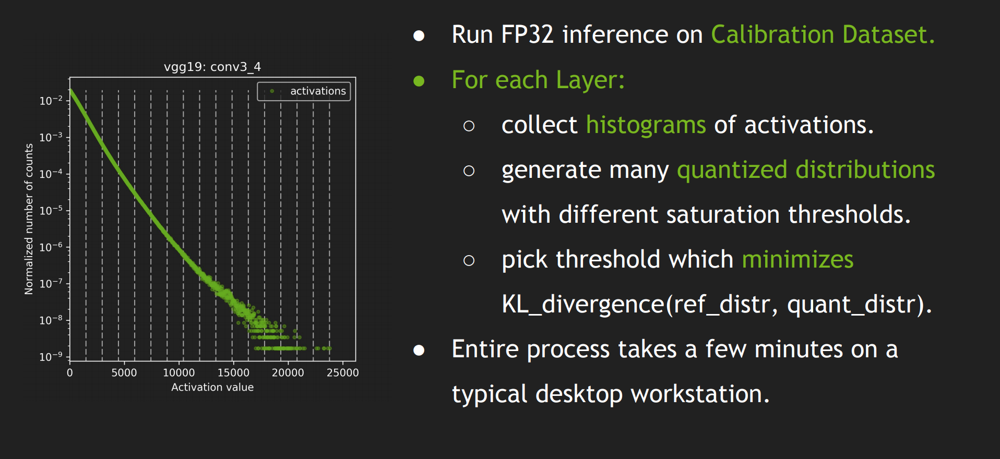 vgg19: conv3_4
activations
10⁻²
10⁻³
10⁻⁴
10⁻⁵
10⁻⁶
10⁻⁷
10⁻⁸
10⁻⁹
Normalized number of counts
0 5000 10000 15000 20000 25000
Activation value
● Run FP32 inference on Calibration Dataset.
● For each Layer:
○ collect histograms of activations.
○ generate many quantized distributions
with different saturation thresholds.
○ pick threshold which minimizes
KL_divergence(ref_distr, quant_distr).
● Entire process takes a few minutes on a
typical desktop workstation.